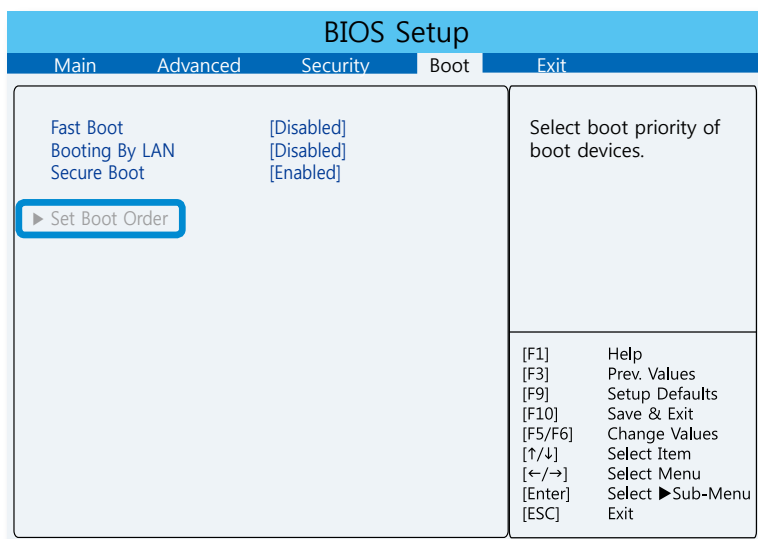 BIOS Setup
Main Advanced Security Boot Exit
Fast Boot [Disabled]
Booting By LAN [Disabled]
Secure Boot [Enabled]
▶ Set Boot Order
Select boot priority of
boot devices.
[F1] Help
[F3] Prev. Values
[F9] Setup Defaults
[F10] Save & Exit
[F5/F6] Change Values
[↑/↓] Select Item
[←/→] Select Menu
[Enter] Select ▶Sub-Menu
[ESC] Exit